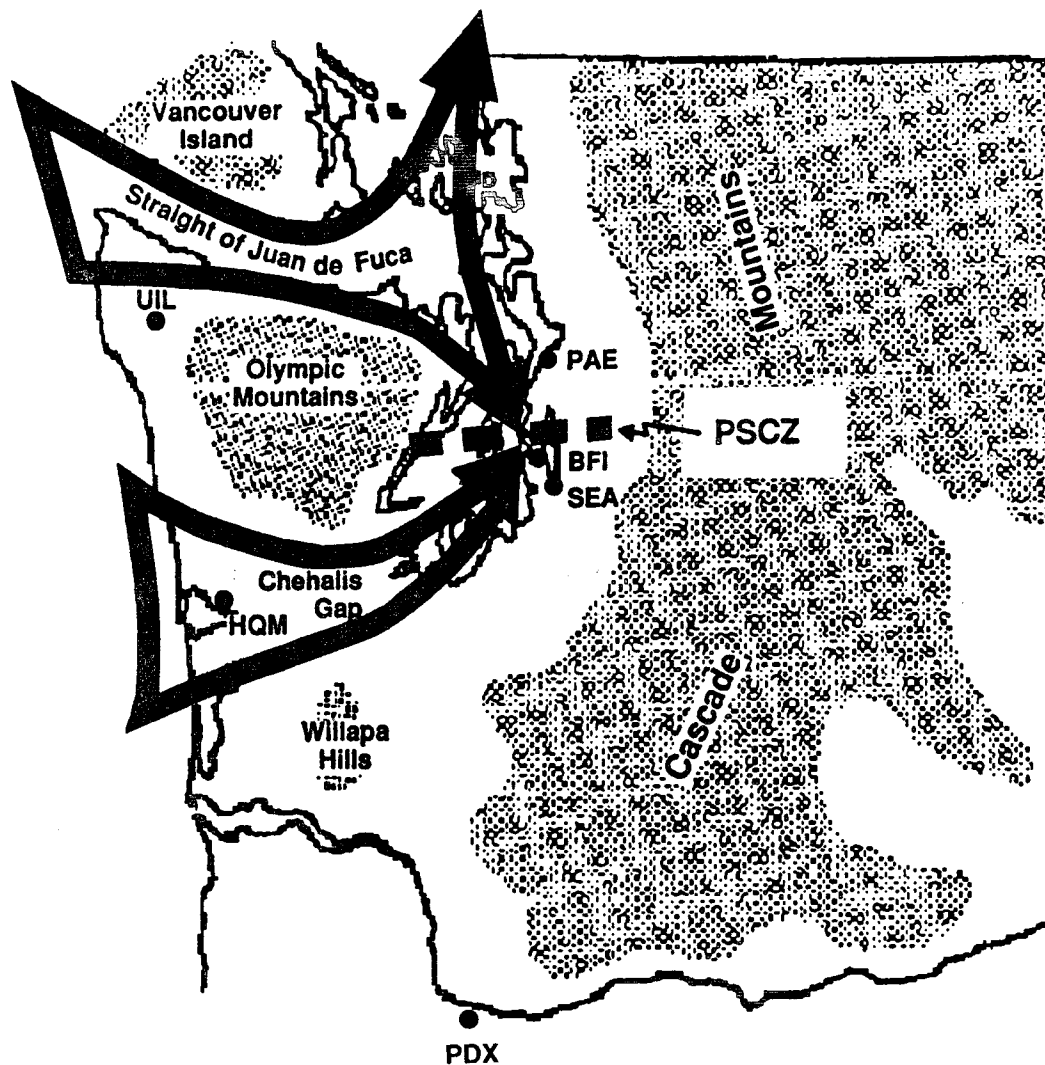 Vancouver
Island
Straight of Juan de Fuca
UIL
Olympic
Mountains
PAE
PSCZ
BFI
SEA
Chehalis
Gap
HQM
Willapa
Hills
Mountains
Cascade
PDX